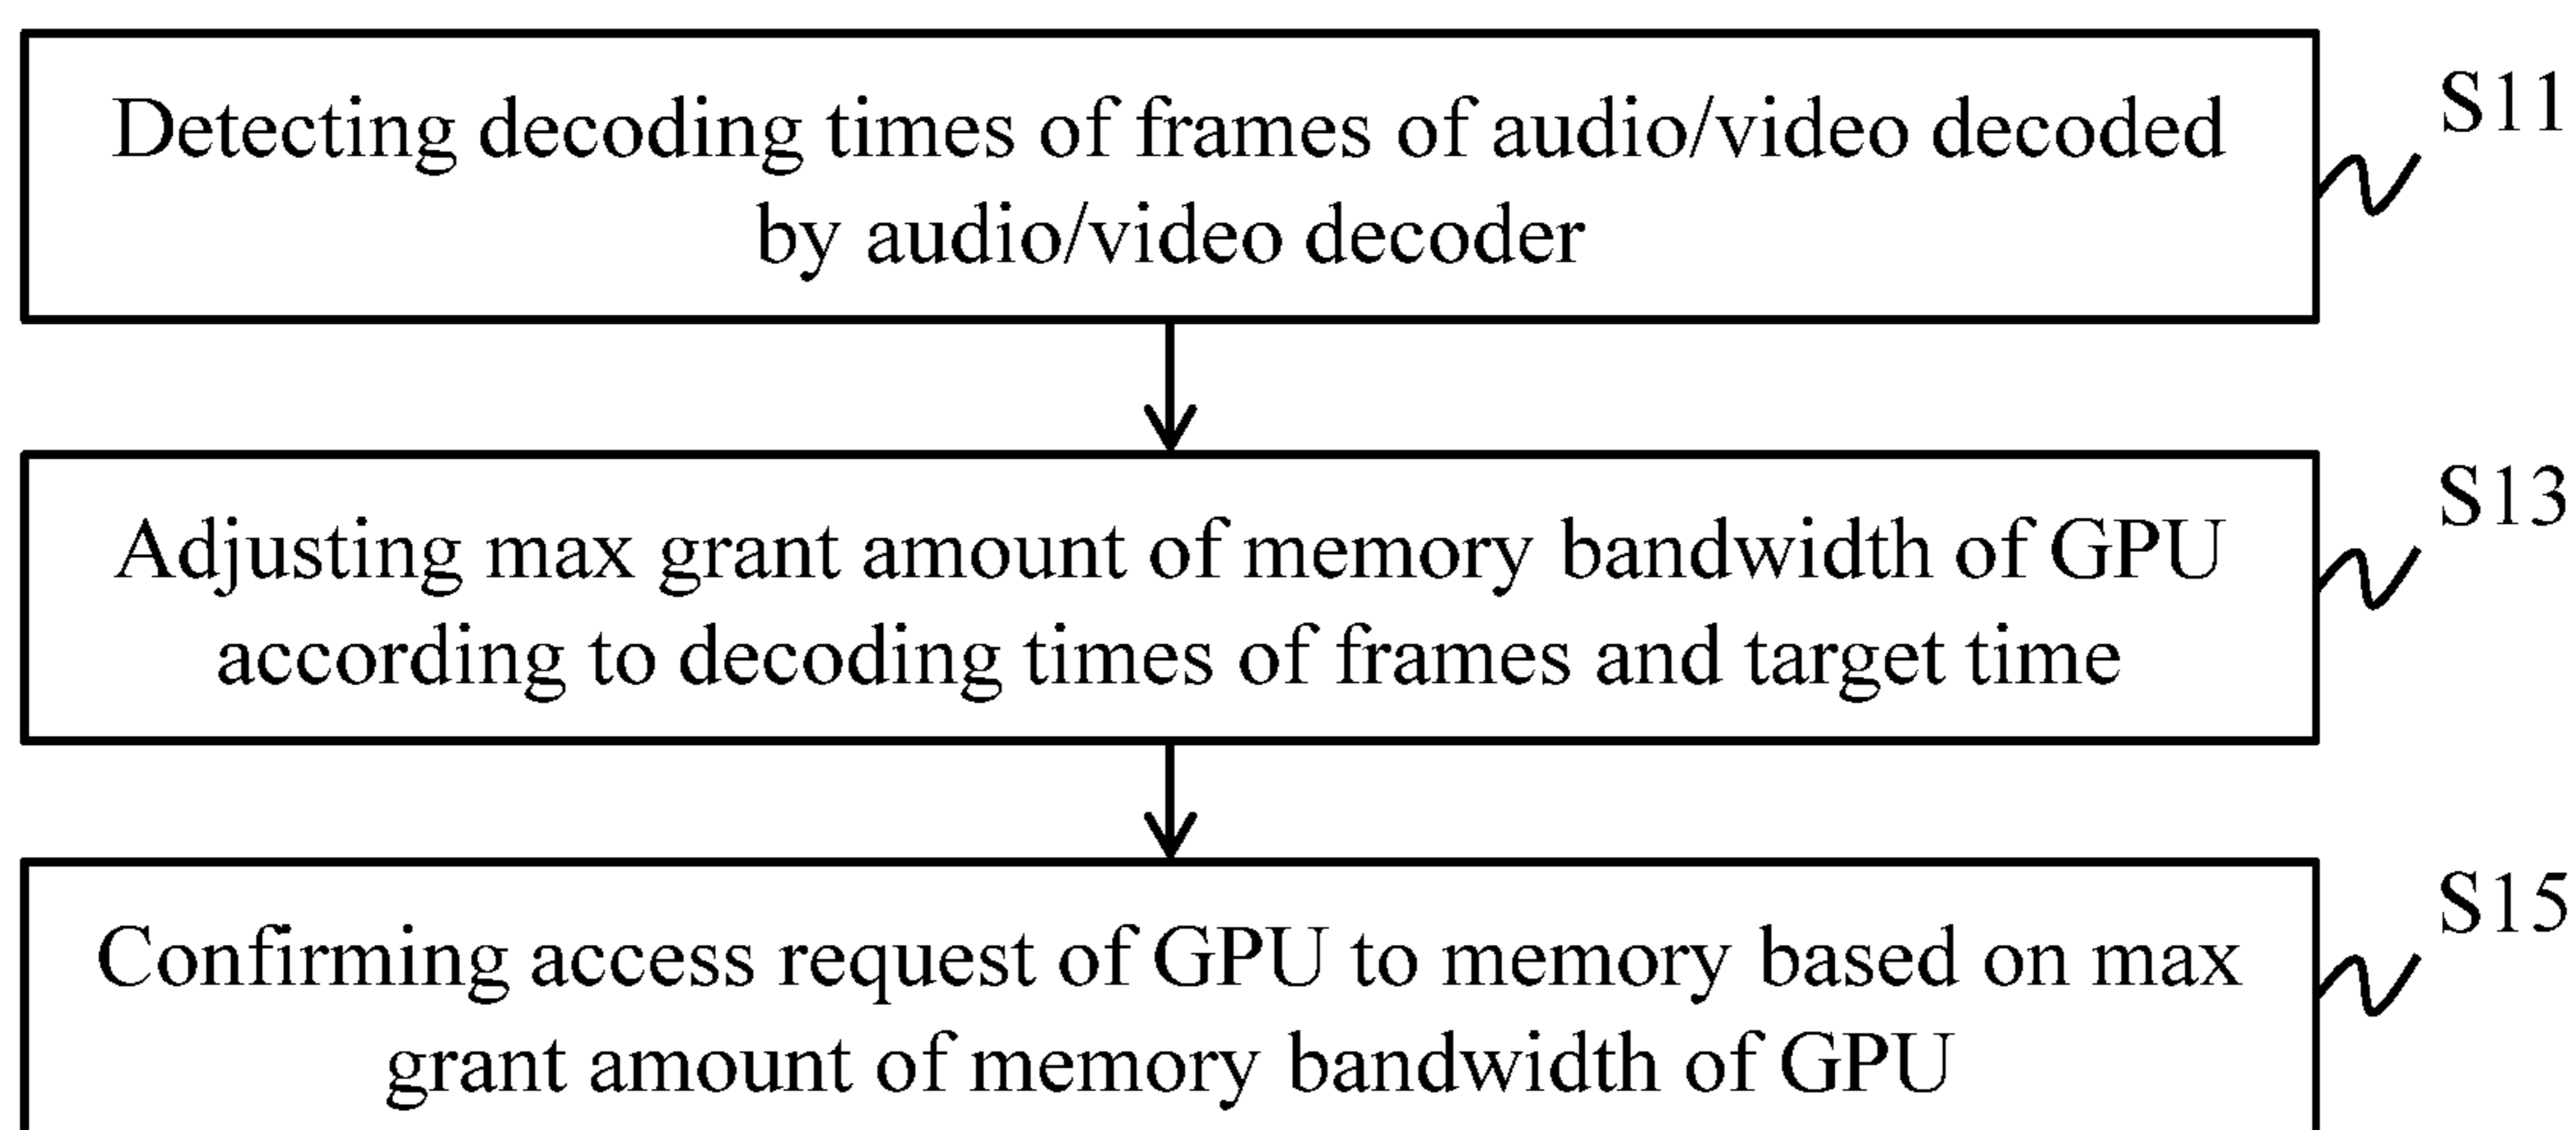 Detecting decoding times of frames of audio/video decoded
by audio/video decoder
S11
Adjusting max grant amount of memory bandwidth of GPU
according to decoding times of frames and target time
S13
Confirming access request of GPU to memory based on max
grant amount of memory bandwidth of GPU
S15